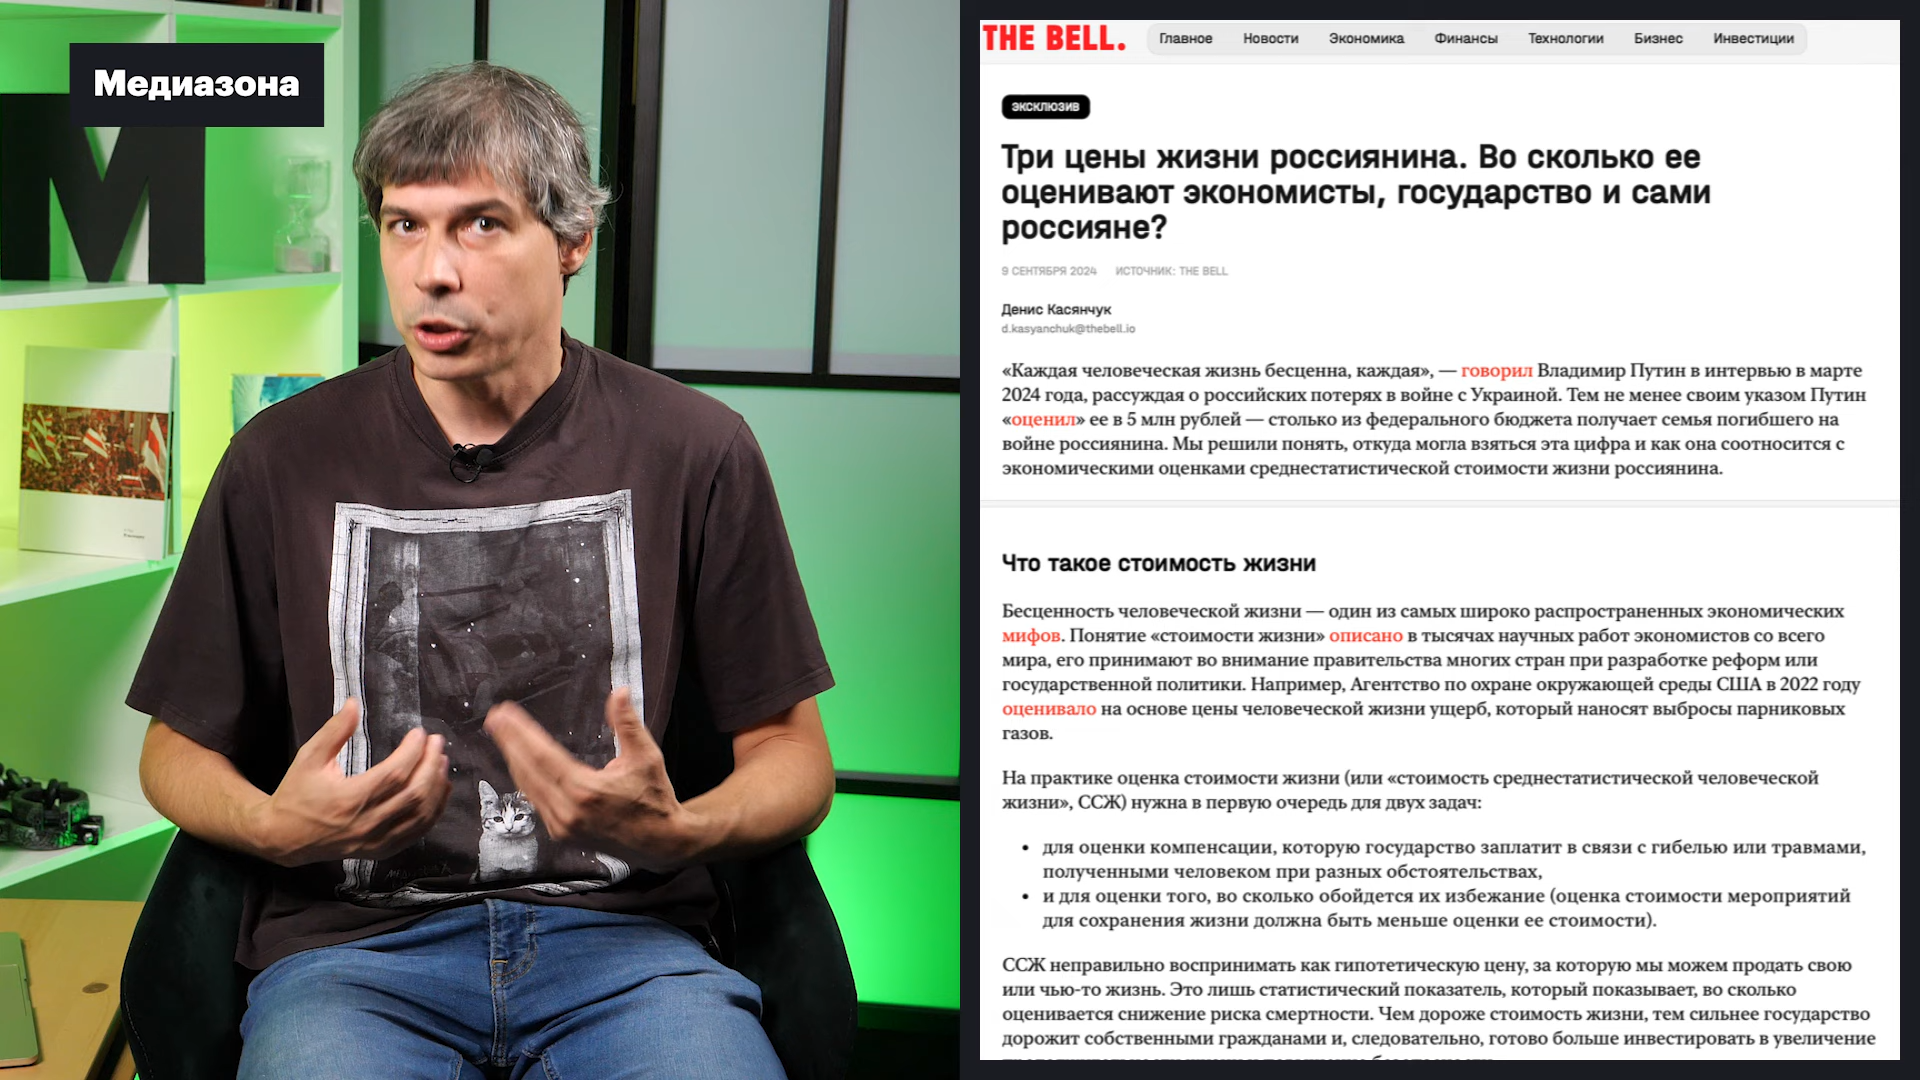 Медиазона
M
THE BELL.
Главное Новости Экономика Финансы Технологии Бизнес Инвестиции
ЭКСКЛЮЗИВ
Три цены жизни россиянина. Во сколько ее
оценивают экономисты, государство и сами
россияне?
9 СЕНТЯБРЯ 2024 ИСТОЧНИК: THE BELL
Денис Касянчук
d.kasyanchuk@thebell.io
«Каждая человеческая жизнь бесценна, каждая», — говорил Владимир Путин в интервью в марте
2024 года, рассуждая о российских потерях в войне с Украиной. Тем не менее своим указом Путин
«оценил» ее в 5 млн рублей — столько из федерального бюджета получает семья погибшего на
войне россиянина. Мы решили понять, откуда могла взяться эта цифра и как она соотносится с
экономическими оценками среднестатистической стоимости жизни россиянина.
Что такое стоимость жизни
Бесценность человеческой жизни — один из самых широко распространенных экономических
мифов. Понятие «стоимости жизни» описано в тысячах научных работ экономистов со всего
мира, его принимают во внимание правительства многих стран при разработке реформ или
государственной политики. Например, Агентство по охране окружающей среды США в 2022 году
оценивало на основе цены человеческой жизни ущерб, который наносят выбросы парниковых
газов.
На практике оценка стоимости жизни (или «стоимость среднестатистической человеческой
жизни», ССЖ) нужна в первую очередь для двух задач:
• для оценки компенсации, которую государство заплатит в связи с гибелью или травмами,
полученными человеком при разных обстоятельствах,
• и для оценки того, во сколько обойдется их избежание (оценка стоимости мероприятий
для сохранения жизни должна быть меньше оценки ее стоимости).
ССЖ неправильно воспринимать как гипотетическую цену, за которую мы можем продать свою
или чью-то жизнь. Это лишь статистический показатель, который показывает, во сколько
оценивается снижение риска смертности. Чем дороже стоимость жизни, тем сильнее государство
дорожит собственными гражданами и, следовательно, готово больше инвестировать в увеличение